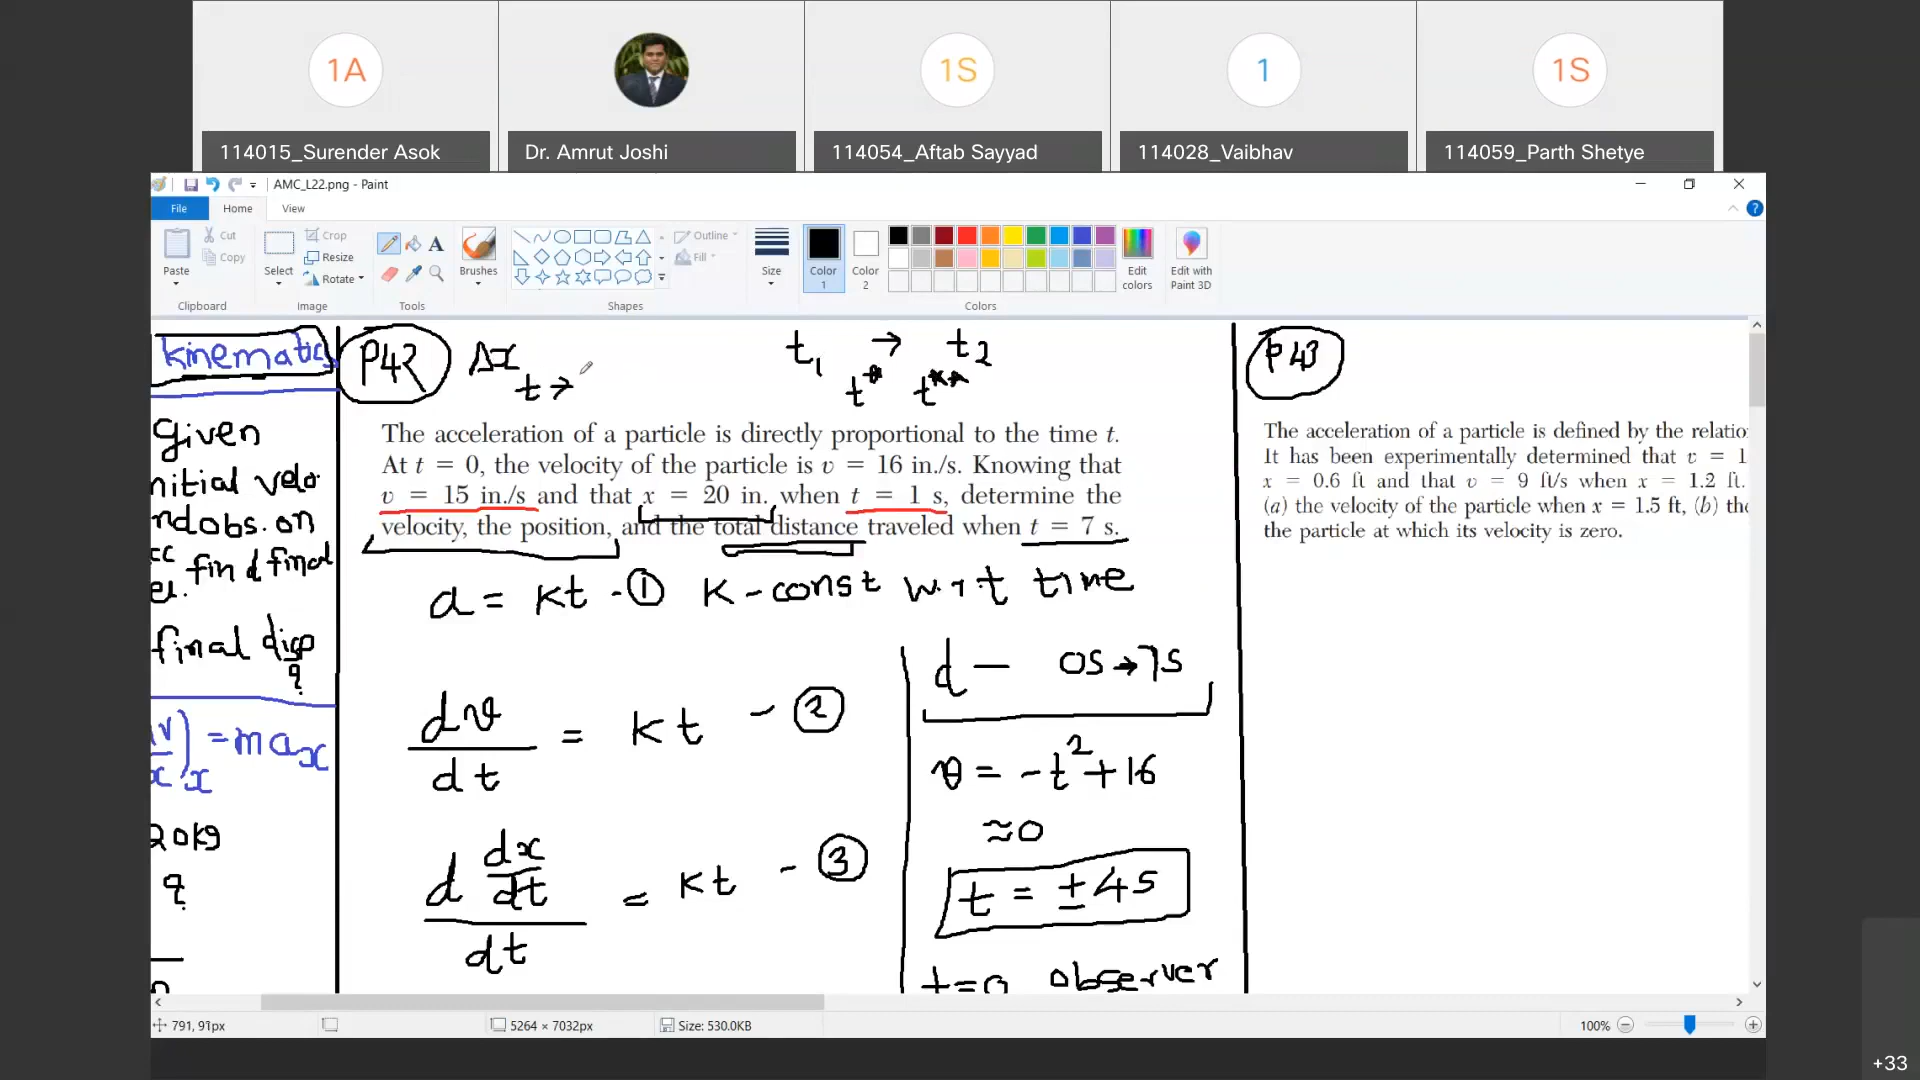 1A
1S
1
1S
114015_Surender Asok
Dr. Amrut Joshi
114054_Aftab Sayyad
114028_Vaibhav
114059_Parth Shetye
AMC_L22.png - Paint
File
Home
View
Paste
Cut
Copy
Clipboard
Select
Crop
Resize
Rotate
Image
A
Tools
Brushes
Outline
Fill
Shapes
Size
Color 1
Color 2
Edit colors
Colors
Edit with Paint 3D
kinematic
given
nitial velo
nd obs. on
find final
final disp
?
= max
20kg
?
P42
Δx
t →
t1 → t2
t* t**
The acceleration of a particle is directly proportional to the time t.
At t = 0, the velocity of the particle is v = 16 in./s. Knowing that
v = 15 in./s and that x = 20 in. when t = 1 s, determine the
velocity, the position, and the total distance traveled when t = 7 s.
a = kt - ① K - const w.r.t time
dv/dt = kt - ②
d dx/dt / dt = kt - ③
d - 0s → 7s
v = -t² + 16
≈ 0
t = ±4s
t=0 observer
P43
The acceleration of a particle is defined by the relatio
It has been experimentally determined that v = 1
x = 0.6 ft and that v = 9 ft/s when x = 1.2 ft.
(a) the velocity of the particle when x = 1.5 ft, (b) the
the particle at which its velocity is zero.
791, 91px
5264 × 7032px
Size: 530.0KB
100%
+33